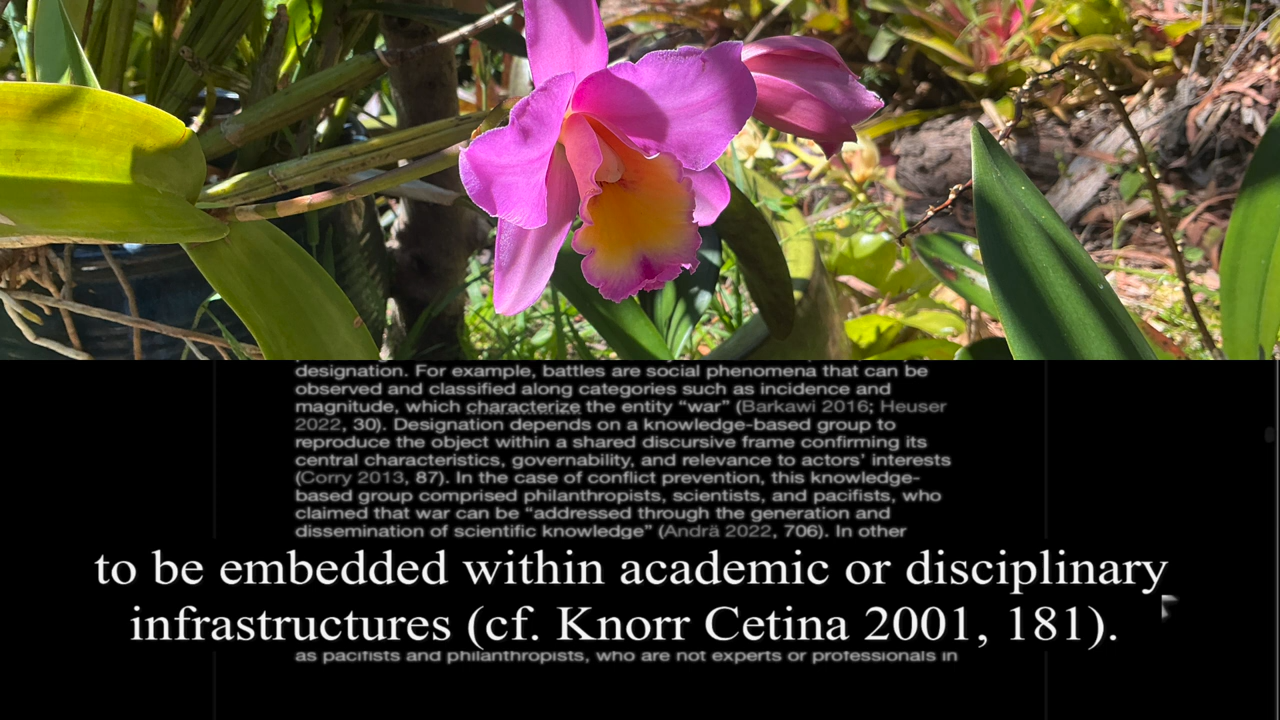 designation. For example, battles are social phenomena that can be
observed and classified along categories such as incidence and
magnitude, which characterize the entity “war” (Barkawi 2016; Heuser
2022, 30). Designation depends on a knowledge-based group to
reproduce the object within a shared discursive frame confirming its
central characteristics, governability, and relevance to actors’ interests
(Corry 2013, 87). In the case of conflict prevention, this knowledge-
based group comprised philanthropists, scientists, and pacifists, who
claimed that war can be “addressed through the generation and
dissemination of scientific knowledge” (Andrä 2022, 706). In other
to be embedded within academic or disciplinary
infrastructures (cf. Knorr Cetina 2001, 181).
as pacifists and philanthropists, who are not experts or professionals in